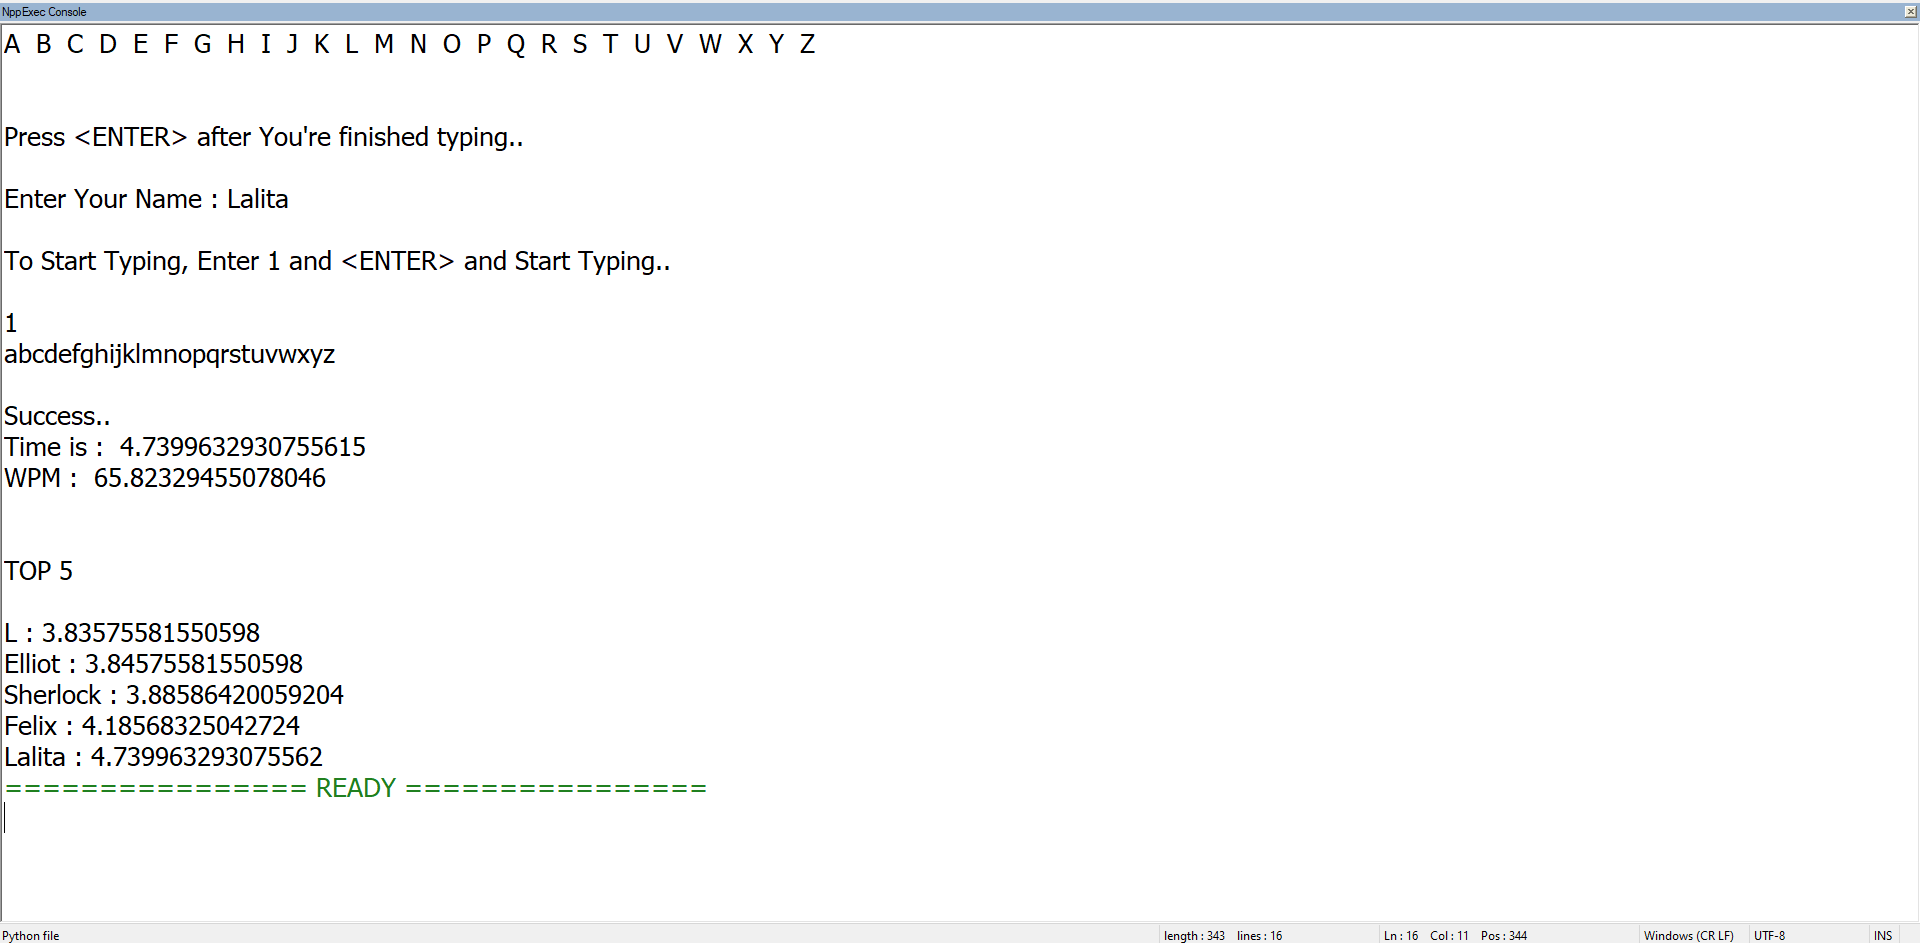 NppExec Console
A B C D E F G H I J K L M N O P Q R S T U V W X Y Z
Press <ENTER> after You're finished typing..
Enter Your Name : Lalita
To Start Typing, Enter 1 and <ENTER> and Start Typing..
1
abcdefghijklmnopqrstuvwxyz
Success..
Time is :  4.7399632930755615
WPM :  65.82329455078046
TOP 5
L : 3.83575581550598
Elliot : 3.84575581550598
Sherlock : 3.88586420059204
Felix : 4.18568325042724
Lalita : 4.739963293075562
================ READY ================
Python file length : 343 lines : 16 Ln : 16 Col : 11 Pos : 344 Windows (CR LF) UTF-8 INS